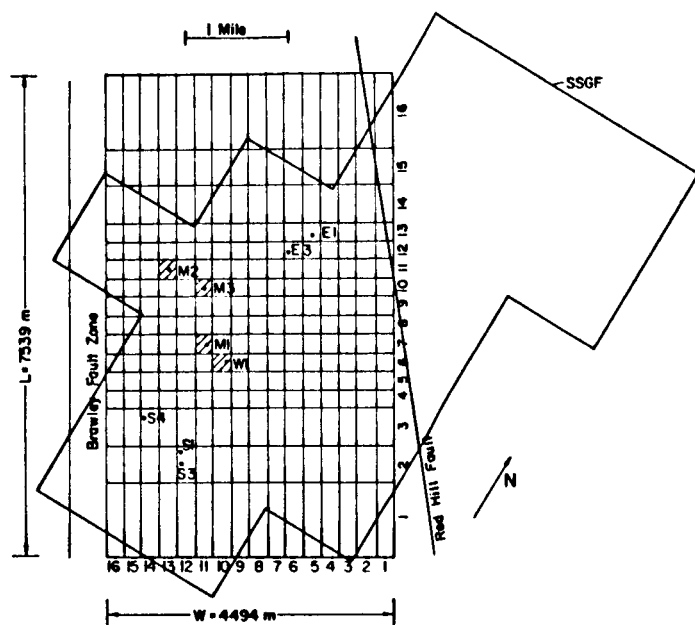 1 Mile
SSGF
16
15
14
13
12
11
10
9
8
7
6
5
4
3
2
1
E1
E3
M2
M3
M1
W1
S4
S1
S3
L = 7539 m
Brawley Fault Zone
Red Hill Fault
N
16 15 14 13 12 11 10 9 8 7 6 5 4 3 2 1
W = 4494 m